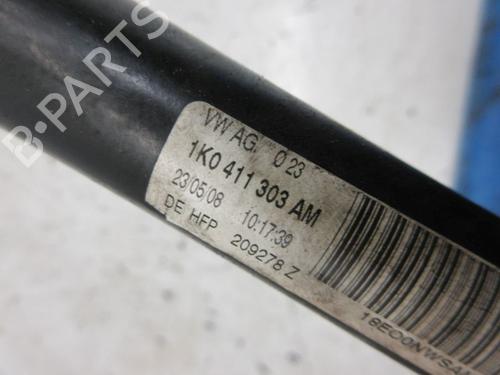 B-PARTS
VW AG 0 23
1K0 411 303 AM
23 05 08 10:17:39
DE HFP 209278 Z